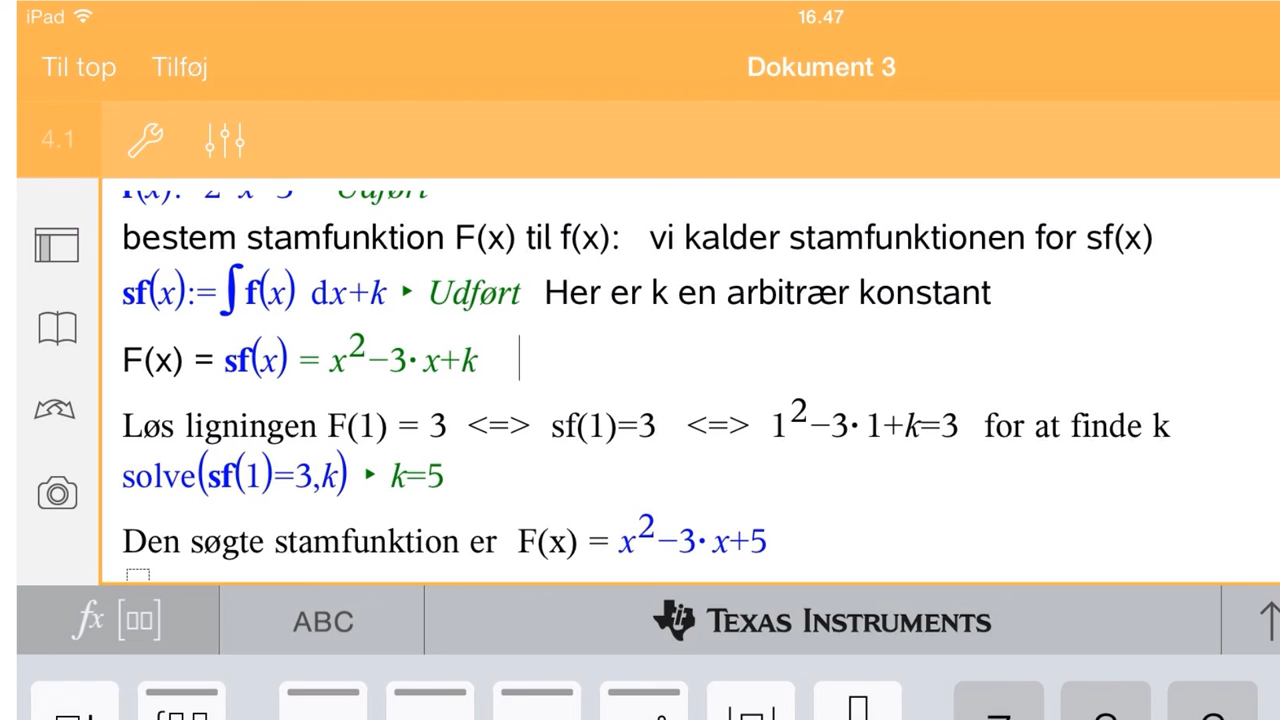 iPad 16.47
Til top Tilføj Dokument 3
4.1
bestem stamfunktion F(x) til f(x): vi kalder stamfunktionen for sf(x)
sf(x):=∫f(x) dx+k ▸ Udført Her er k en arbitrær konstant
F(x) = sf(x) = x²−3·x+k
Løs ligningen F(1) = 3 <=> sf(1)=3 <=> 1²−3·1+k=3 for at finde k
solve(sf(1)=3,k) ▸ k=5
Den søgte stamfunktion er F(x) = x²−3·x+5
fx [▯▯] ABC TEXAS INSTRUMENTS